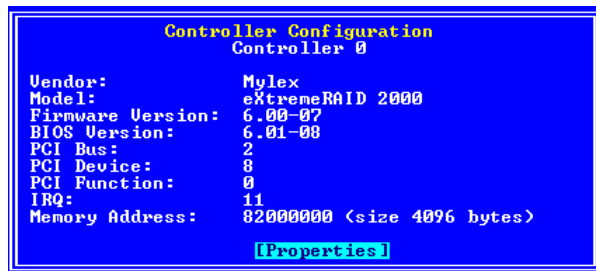 Controller Configuration
Controller 0
Vendor: Mylex
Model: eXtremeRAID 2000
Firmware Version: 6.00-07
BIOS Version: 6.01-08
PCI Bus: 2
PCI Device: 8
PCI Function: 0
IRQ: 11
Memory Address: 82000000 (size 4096 bytes)
[Properties]